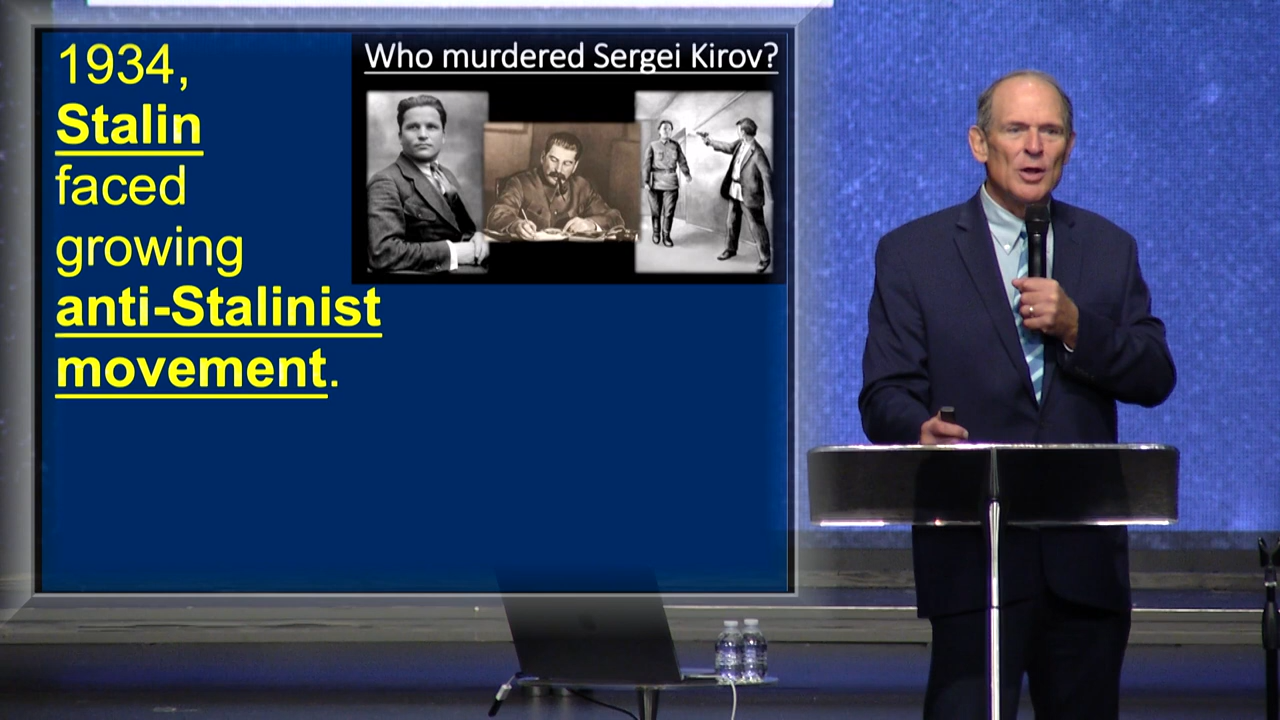 1934,
Stalin
faced
growing
anti-Stalinist
movement.
Who murdered Sergei Kirov?